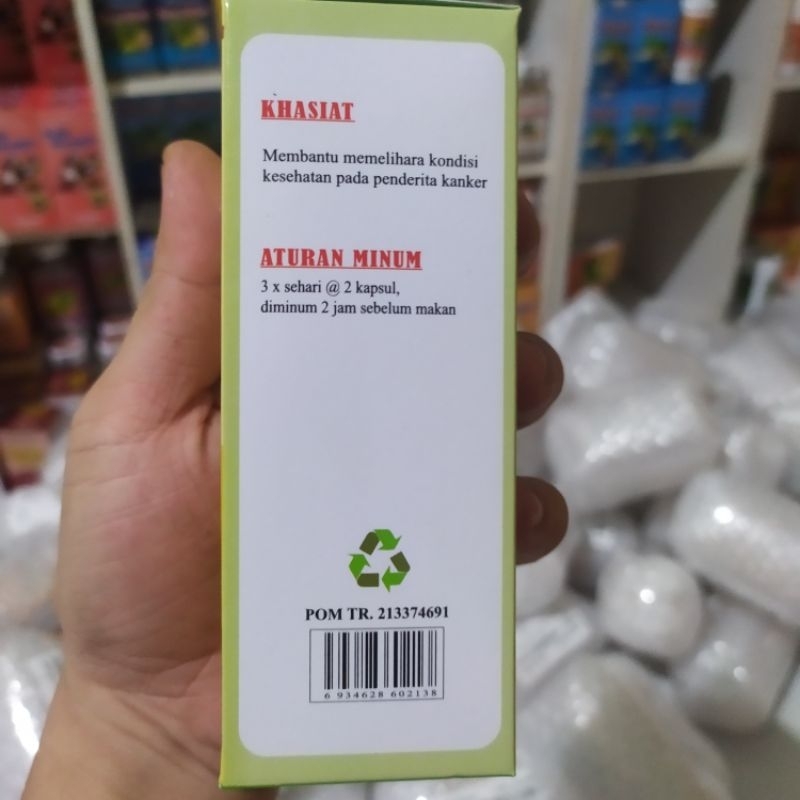 KHASIAT
Membantu memelihara kondisi
kesehatan pada penderita kanker
ATURAN MINUM
3 x sehari @ 2 kapsul,
diminum 2 jam sebelum makan
POM TR. 213374691
6 934628 602138